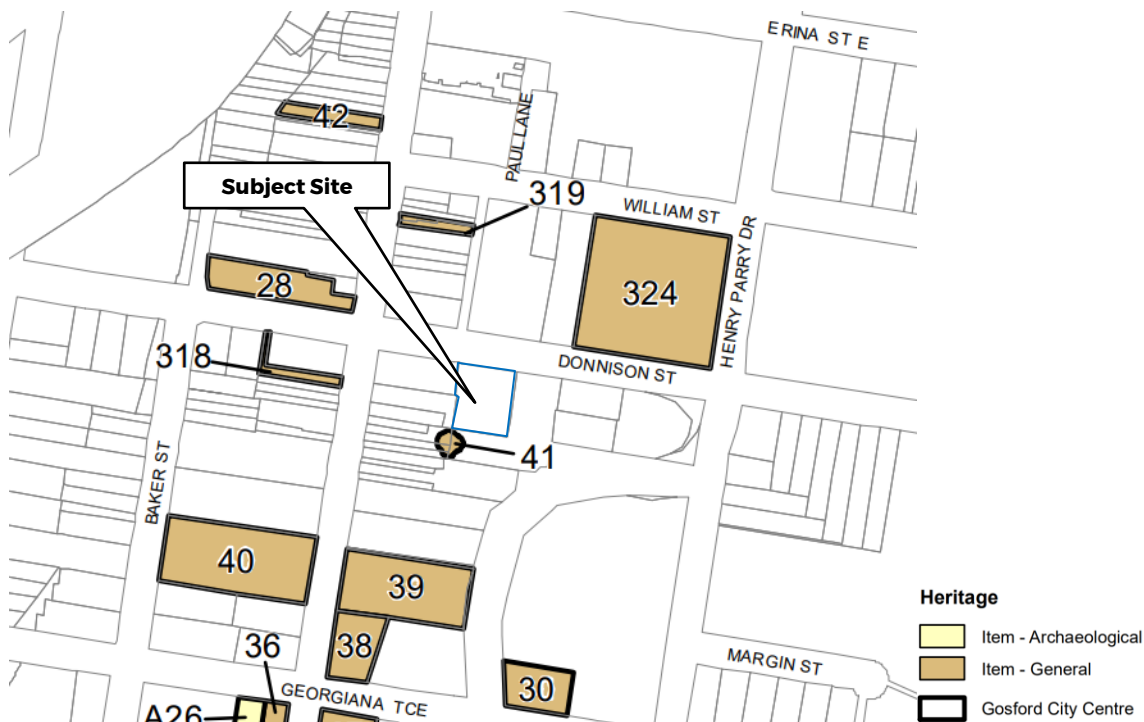 ERINA ST E
42
PAUL LANE
Subject Site
319
WILLIAM ST
28
324
HENRY PARRY DR
318
DONNISON ST
41
BAKER ST
40
39
36
38
MARGIN ST
30
GEORGIANA TCE
A26
Heritage
Item - Archaeological
Item - General
Gosford City Centre